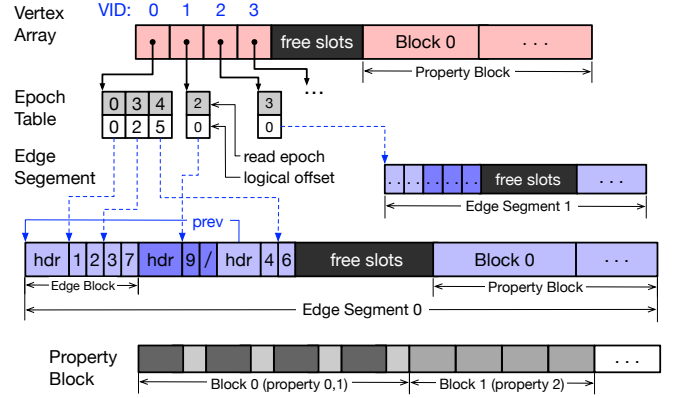 Vertex Array
VID: 0 1 2 3
free slots Block 0 ...
Property Block
...
Epoch Table
0 3 4 2 3
0 2 5 0 0
read epoch
logical offset
Edge Segement
.. .. .. .. .. free slots ...
Edge Segment 1
prev
hdr 1 2 3 7 hdr 9 / hdr 4 6 free slots Block 0 ...
Edge Block
Property Block
Edge Segment 0
Property Block
...
Block 0 (property 0,1) Block 1 (property 2)